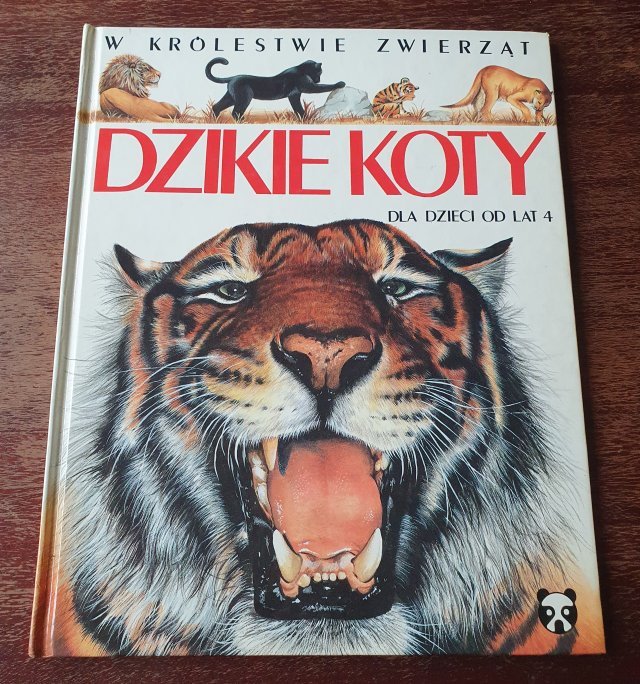 W KRÓLESTWIE ZWIERZĄT
DZIKIE KOTY
DLA DZIECI OD LAT 4